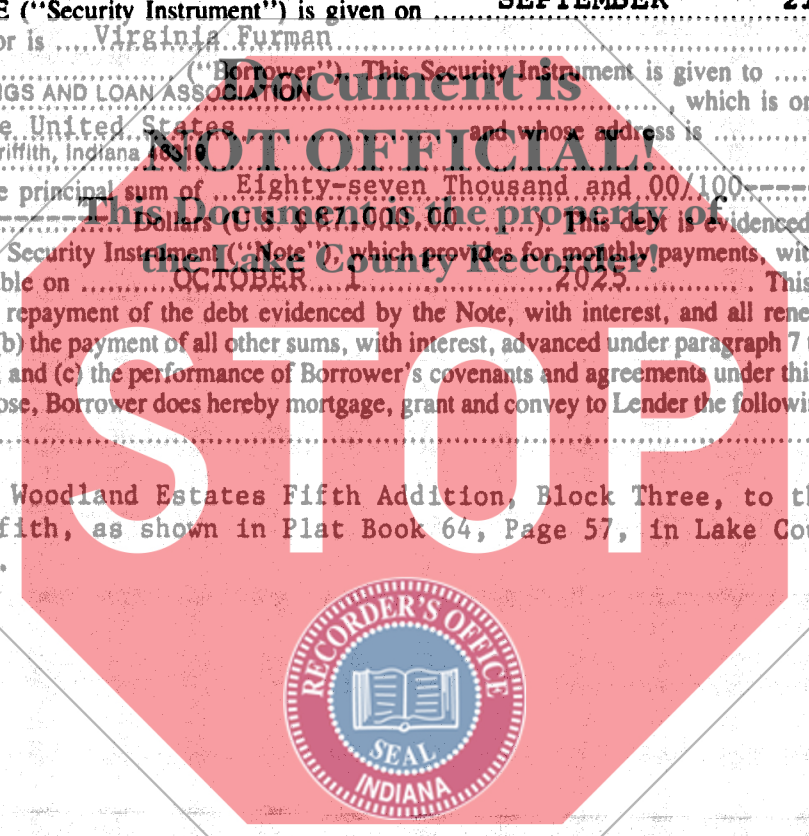 E (“Security Instrument”) is given on ........ SEPTEMBER 21
or is .... Virginia Furman
(“Borrower”). This Security Instrument is given to ....
NGS AND LOAN ASSOCIATION , which is or
e United States and whose address is
riffith, Indiana 46319
e principal sum of ... Eighty-seven Thousand and 00/100----
Dollars (U.S. $ 87,000.00 ). This debt is evidenced
Security Instrument (“Note”), which provides for monthly payments, wit
ble on ........ OCTOBER 1 2025 . This
repayment of the debt evidenced by the Note, with interest, and all rene
(b) the payment of all other sums, with interest, advanced under paragraph 7
and (c) the performance of Borrower's covenants and agreements under thi
ose, Borrower does hereby mortgage, grant and convey to Lender the followi
Woodland Estates Fifth Addition, Block Three, to th
fith, as shown in Plat Book 64, Page 57, in Lake Cou
Document is
NOT OFFICIAL!
This Document is the property of
the Lake County Recorder!
STOP
RECORDER'S OFFICE
SEAL
INDIANA